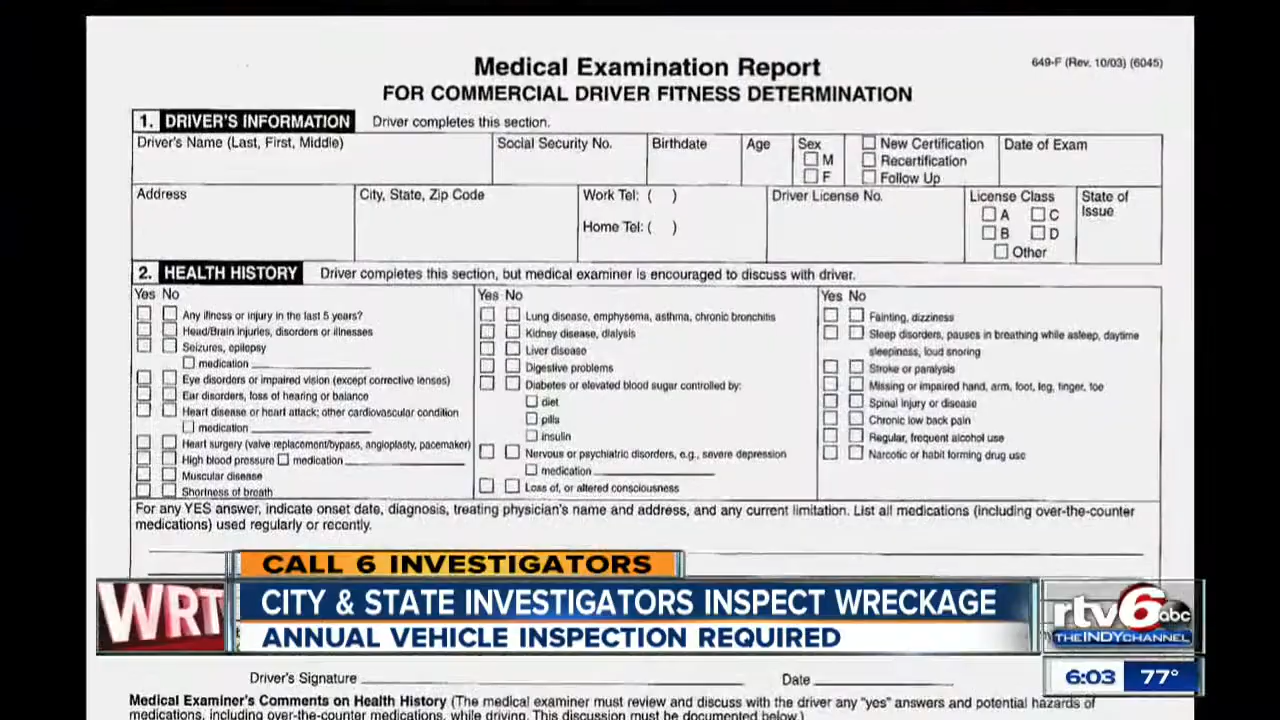 649-F (Rev. 10/03) (6045)
Medical Examination Report
FOR COMMERCIAL DRIVER FITNESS DETERMINATION
1. DRIVER'S INFORMATION Driver completes this section.
Driver's Name (Last, First, Middle)
Social Security No.
Birthdate
Age
Sex
M
F
New Certification
Recertification
Follow Up
Date of Exam
Address
City, State, Zip Code
Work Tel: ( )
Home Tel: ( )
Driver License No.
License Class
A C
B D
Other
State of
Issue
2. HEALTH HISTORY Driver completes this section, but medical examiner is encouraged to discuss with driver.
Yes No
Any illness or injury in the last 5 years?
Head/Brain injuries, disorders or illnesses
Seizures, epilepsy
medication
Eye disorders or impaired vision (except corrective lenses)
Ear disorders, loss of hearing or balance
Heart disease or heart attack; other cardiovascular condition
medication
Heart surgery (valve replacement/bypass, angioplasty, pacemaker)
High blood pressure medication
Muscular disease
Shortness of breath
Yes No
Lung disease, emphysema, asthma, chronic bronchitis
Kidney disease, dialysis
Liver disease
Digestive problems
Diabetes or elevated blood sugar controlled by:
diet
pills
insulin
Nervous or psychiatric disorders, e.g., severe depression
medication
Loss of, or altered consciousness
Yes No
Fainting, dizziness
Sleep disorders, pauses in breathing while asleep, daytime
sleepiness, loud snoring
Stroke or paralysis
Missing or impaired hand, arm, foot, leg, finger, toe
Spinal injury or disease
Chronic low back pain
Regular, frequent alcohol use
Narcotic or habit forming drug use
For any YES answer, indicate onset date, diagnosis, treating physician's name and address, and any current limitation. List all medications (including over-the-counter
medications) used regularly or recently.
CALL 6 INVESTIGATORS
WRT
CITY & STATE INVESTIGATORS INSPECT WRECKAGE
ANNUAL VEHICLE INSPECTION REQUIRED
rtv6 abc
THEINDYCHANNEL
6:03 77°
Driver's Signature Date
Medical Examiner's Comments on Health History (The medical examiner must review and discuss with the driver any "yes" answers and potential hazards of
medications, including over-the-counter medications, while driving. This discussion must be documented below.)